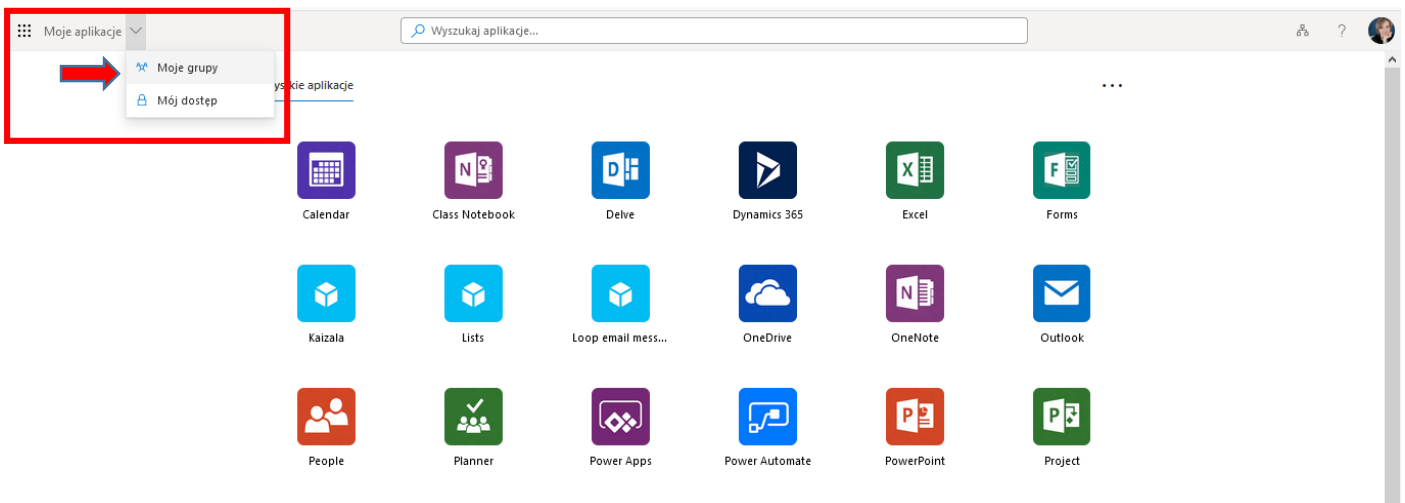 Moje aplikacje
Wyszukaj aplikacje...
?
Moje grupy
Mój dostęp
aplikacje
...
Calendar Class Notebook Delve Dynamics 365 Excel Forms
Kaizala Lists Loop email mess... OneDrive OneNote Outlook
People Planner Power Apps Power Automate PowerPoint Project